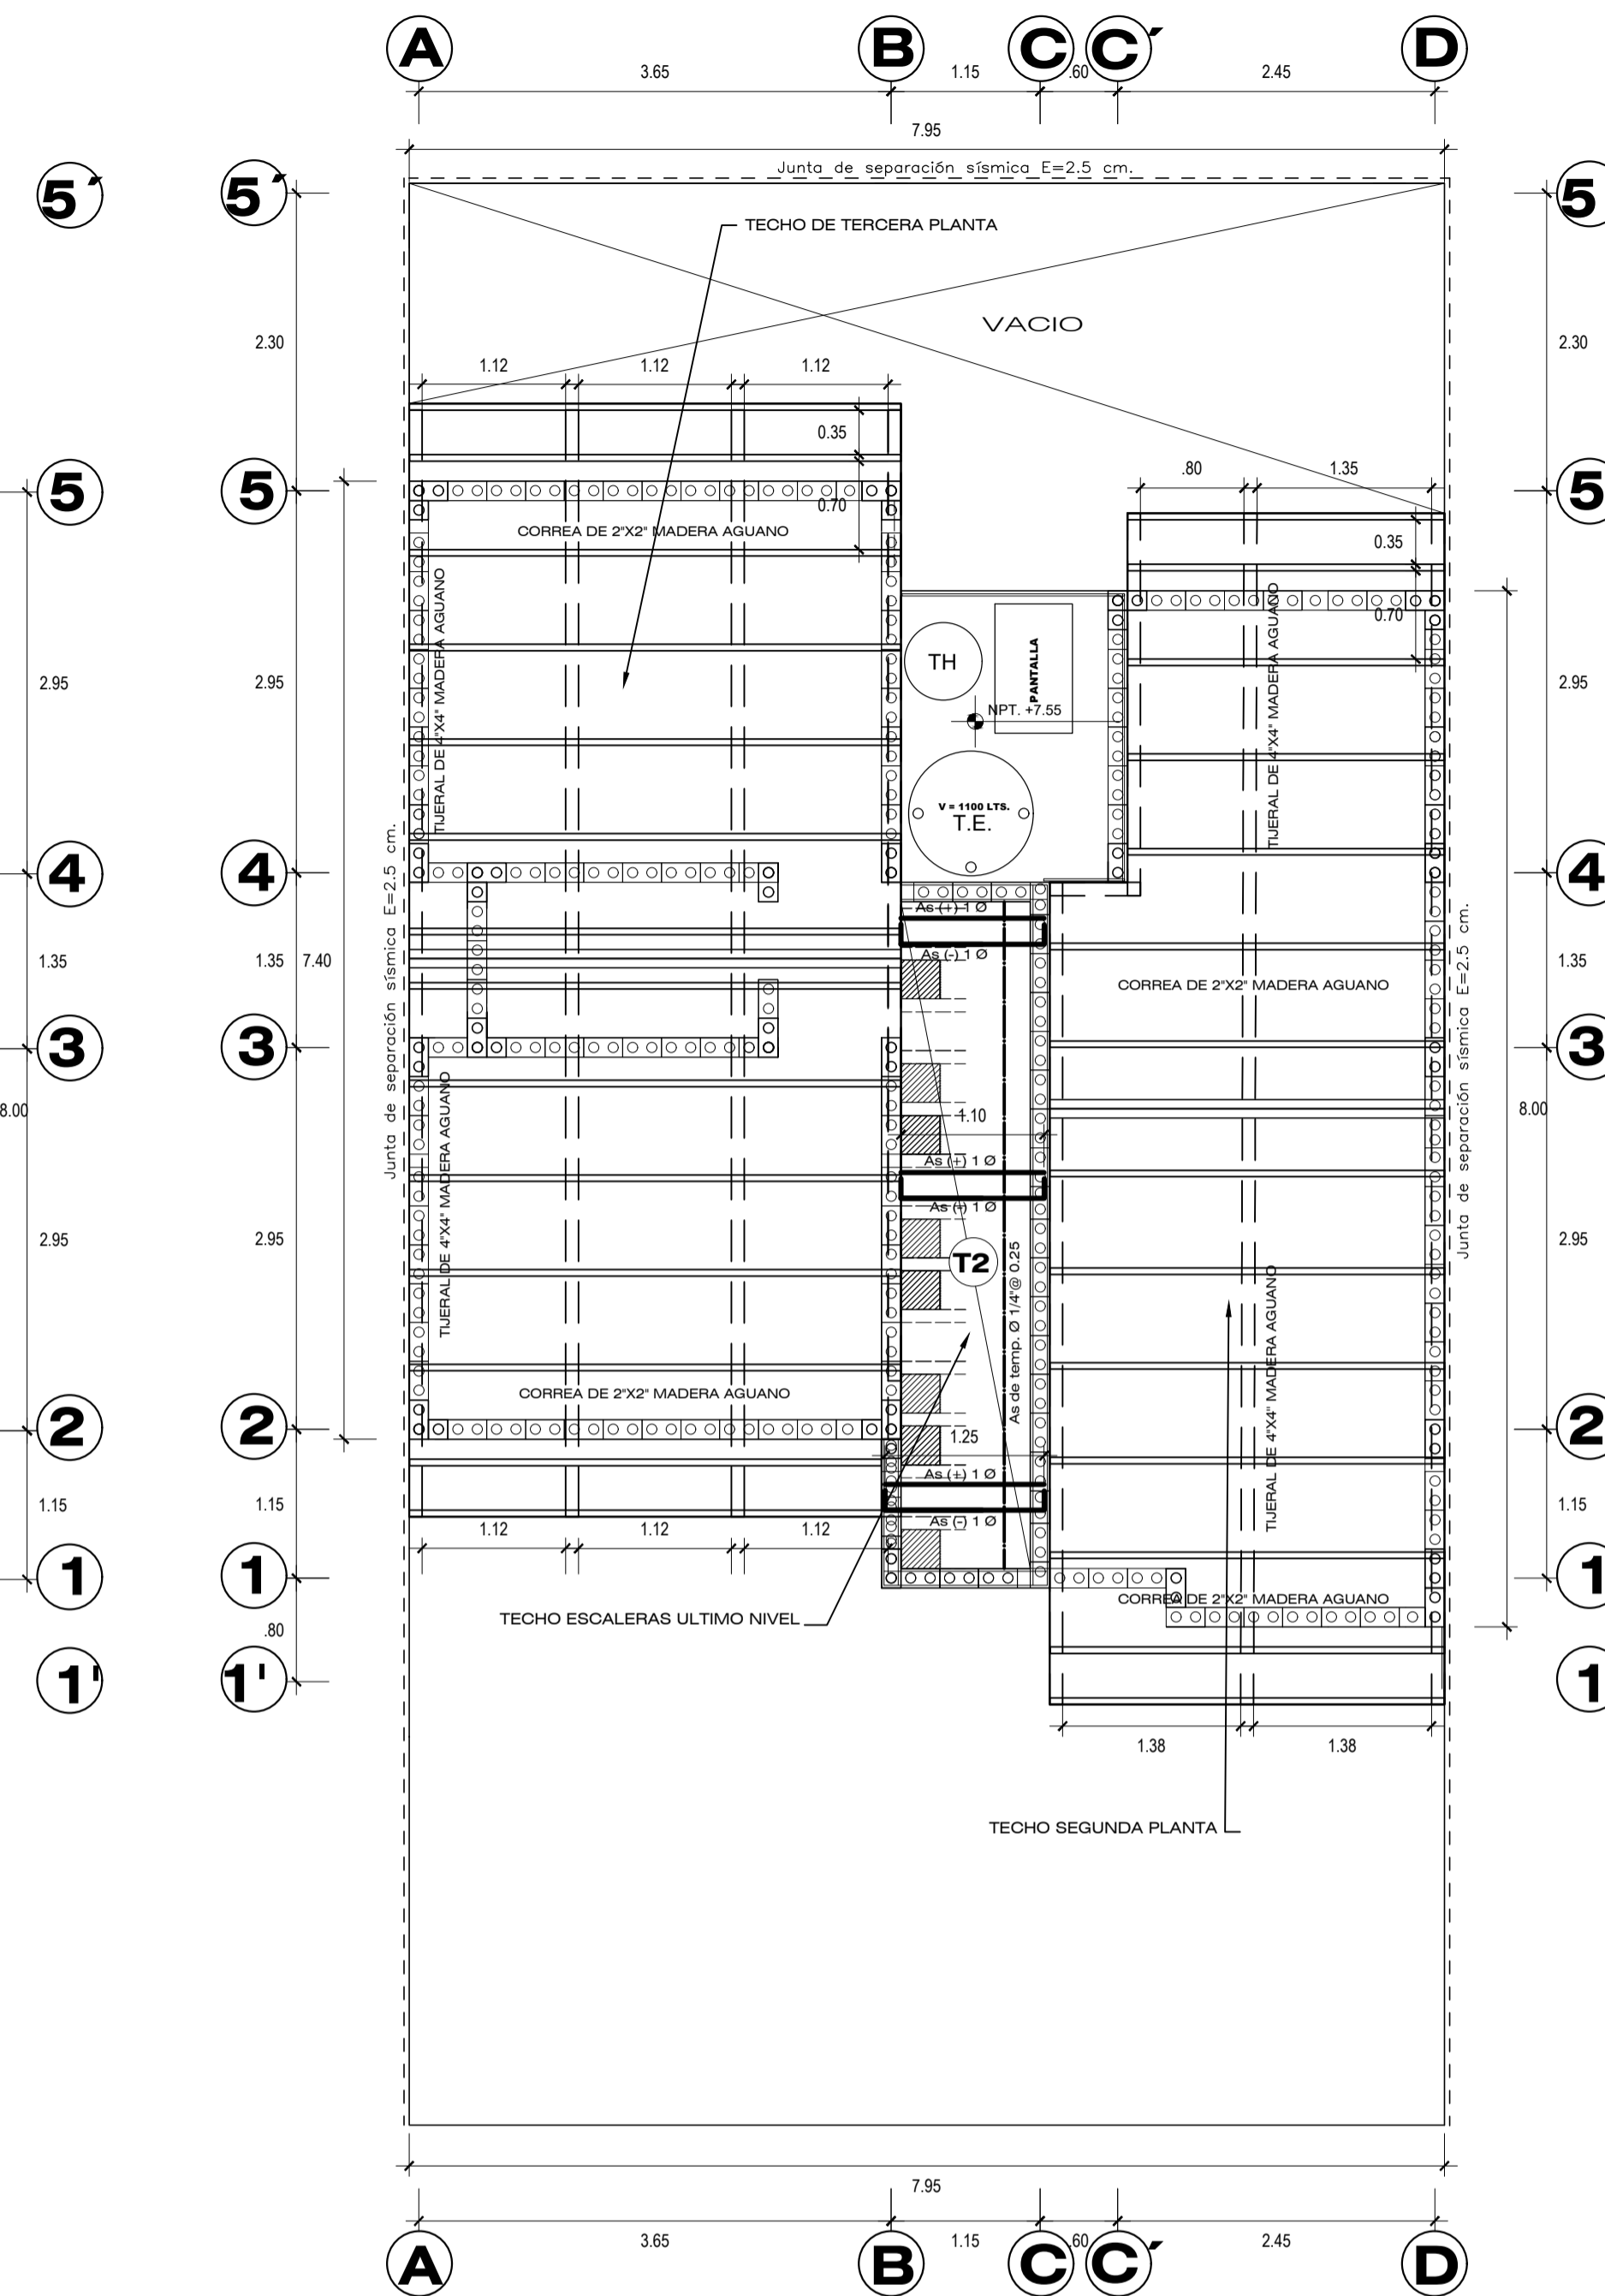 A B C C´ D
3.65 1.15 .60 2.45
7.95
Junta de separación sísmica E=2.5 cm.
5´ 5´ 5
TECHO DE TERCERA PLANTA
VACIO
2.30 2.30
1.12 1.12 1.12
0.35
.80 1.35
5 5 5
0.70
CORREA DE 2"X2" MADERA AGUANO
0.35
0.70
TIJERAL DE 4"X4" MADERA AGUANO
TIJERAL DE 4"X4" MADERA AGUANO
TH
PANTALLA
2.95 2.95 2.95
NPT. +7.55
V = 1100 LTS.
T.E.
Junta de separación sísmica E=2.5 cm.
4 4 4
As (+) 1 Ø
As (-) 1 Ø
1.35 1.35 7.40 1.35
CORREA DE 2"X2" MADERA AGUANO
Junta de separación sísmica E=2.5 cm.
3 3 3
8.00 8.00
1.10
TIJERAL DE 4"X4" MADERA AGUANO
As (+) 1 Ø
As (-) 1 Ø
2.95 2.95 2.95
T2
As de temp. Ø 1/4"@ 0.25
TIJERAL DE 4"X4" MADERA AGUANO
CORREA DE 2"X2" MADERA AGUANO
2 2 2
1.25
As (+) 1 Ø
As (-) 1 Ø
1.15 1.15 1.15
1.12 1.12 1.12
1 1 1
CORREA DE 2"X2" MADERA AGUANO
TECHO ESCALERAS ULTIMO NIVEL
.80
1' 1' 1
1.38 1.38
TECHO SEGUNDA PLANTA
7.95
3.65 1.15 .60 2.45
A B C C´ D